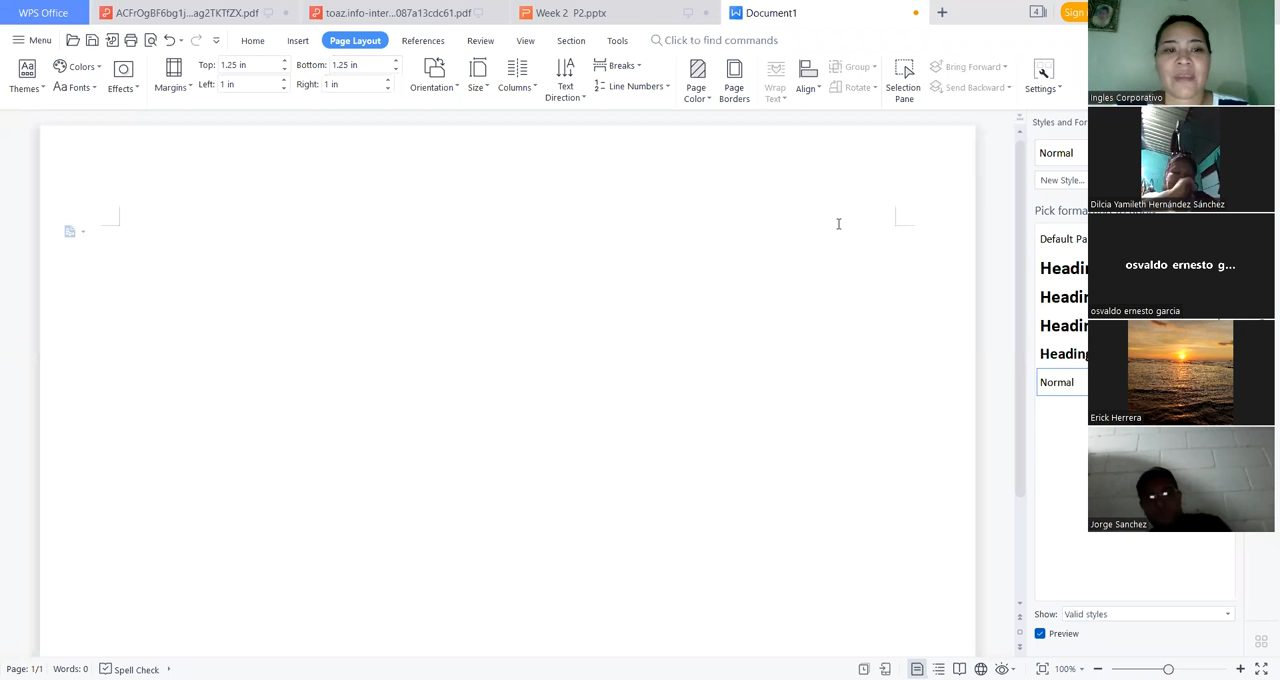 WPS Office
ACFrOgBF6bg1j...ag2TKTfZX.pdf
toaz.info-inter...087a13cdc61.pdf
Week 2 P2.pptx
Document1
4
Sign
Menu
Home
Insert
Page Layout
References
Review
View
Section
Tools
Click to find commands
Themes
Colors
Aa Fonts
Effects
Margins
Top: 1.25 in
Bottom: 1.25 in
Left: 1 in
Right: 1 in
Orientation
Size
Columns
Text Direction
Breaks
Line Numbers
Page Color
Page Borders
Wrap Text
Align
Group
Rotate
Selection Pane
Bring Forward
Send Backward
Settings
Ingles Corporativo
Styles and For
Normal
New Style...
Pick forma
Default Pa
Headi
Headi
Headi
Heading
Normal
Dilcia Yamileth Hernández Sánchez
osvaldo ernesto g...
osvaldo ernesto garcia
Erick Herrera
Jorge Sanchez
Show: Valid styles
Preview
Page: 1/1
Words: 0
Spell Check
100%